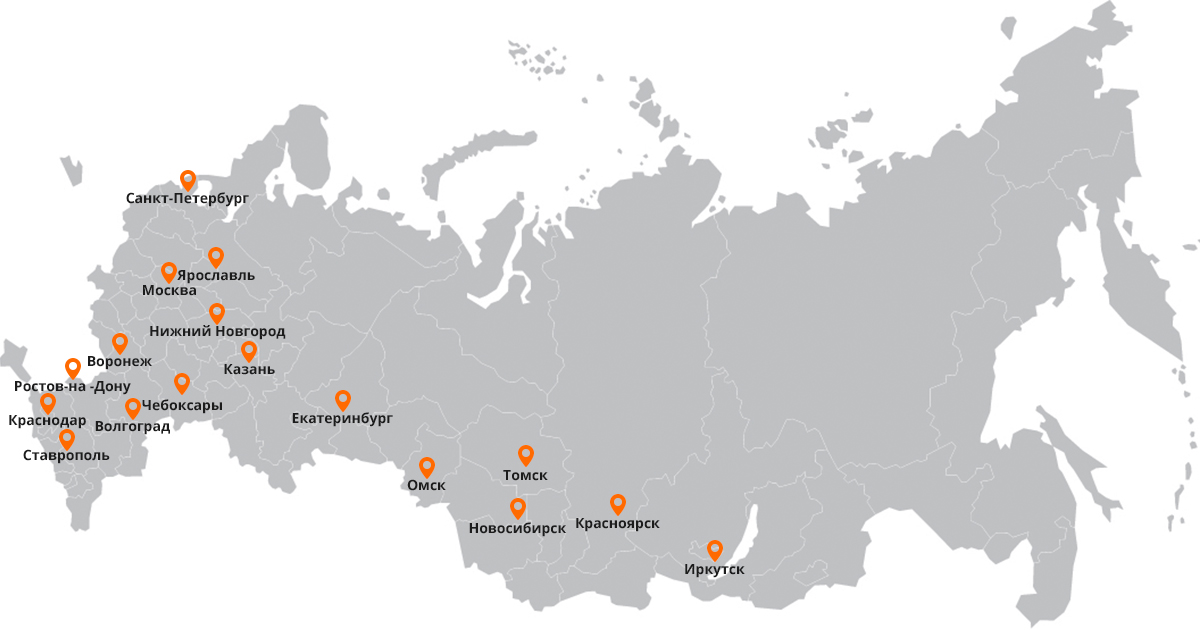 Санкт-Петербург
Ярославль
Москва
Нижний Новгород
Воронеж
Казань
Ростов-на -Дону
Чебоксары
Краснодар
Волгоград
Екатеринбург
Ставрополь
Томск
Омск
Красноярск
Новосибирск
Иркутск